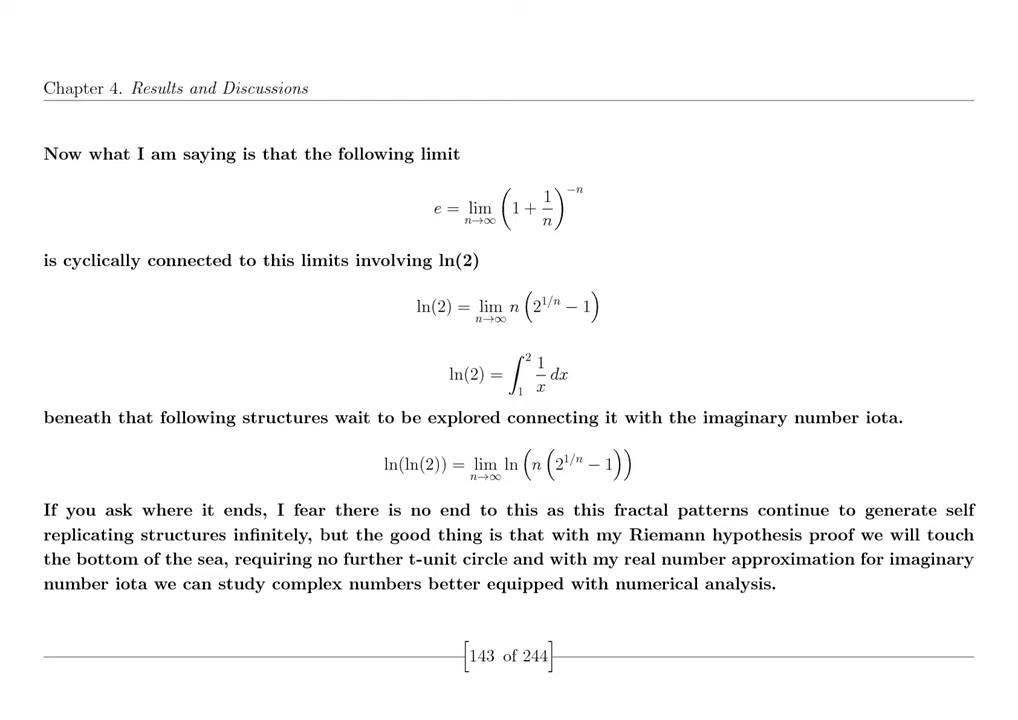 Chapter 4. Results and Discussions
Now what I am saying is that the following limit
e = lim_{n→∞} (1 + 1/n)^{−n}
is cyclically connected to this limits involving ln(2)
ln(2) = lim_{n→∞} n (2^{1/n} − 1)
ln(2) = ∫_1^2 1/x dx
beneath that following structures wait to be explored connecting it with the imaginary number iota.
ln(ln(2)) = lim_{n→∞} ln (n (2^{1/n} − 1))
If you ask where it ends, I fear there is no end to this as this fractal patterns continue to generate self
replicating structures infinitely, but the good thing is that with my Riemann hypothesis proof we will touch
the bottom of the sea, requiring no further t-unit circle and with my real number approximation for imaginary
number iota we can study complex numbers better equipped with numerical analysis.
[143 of 244]